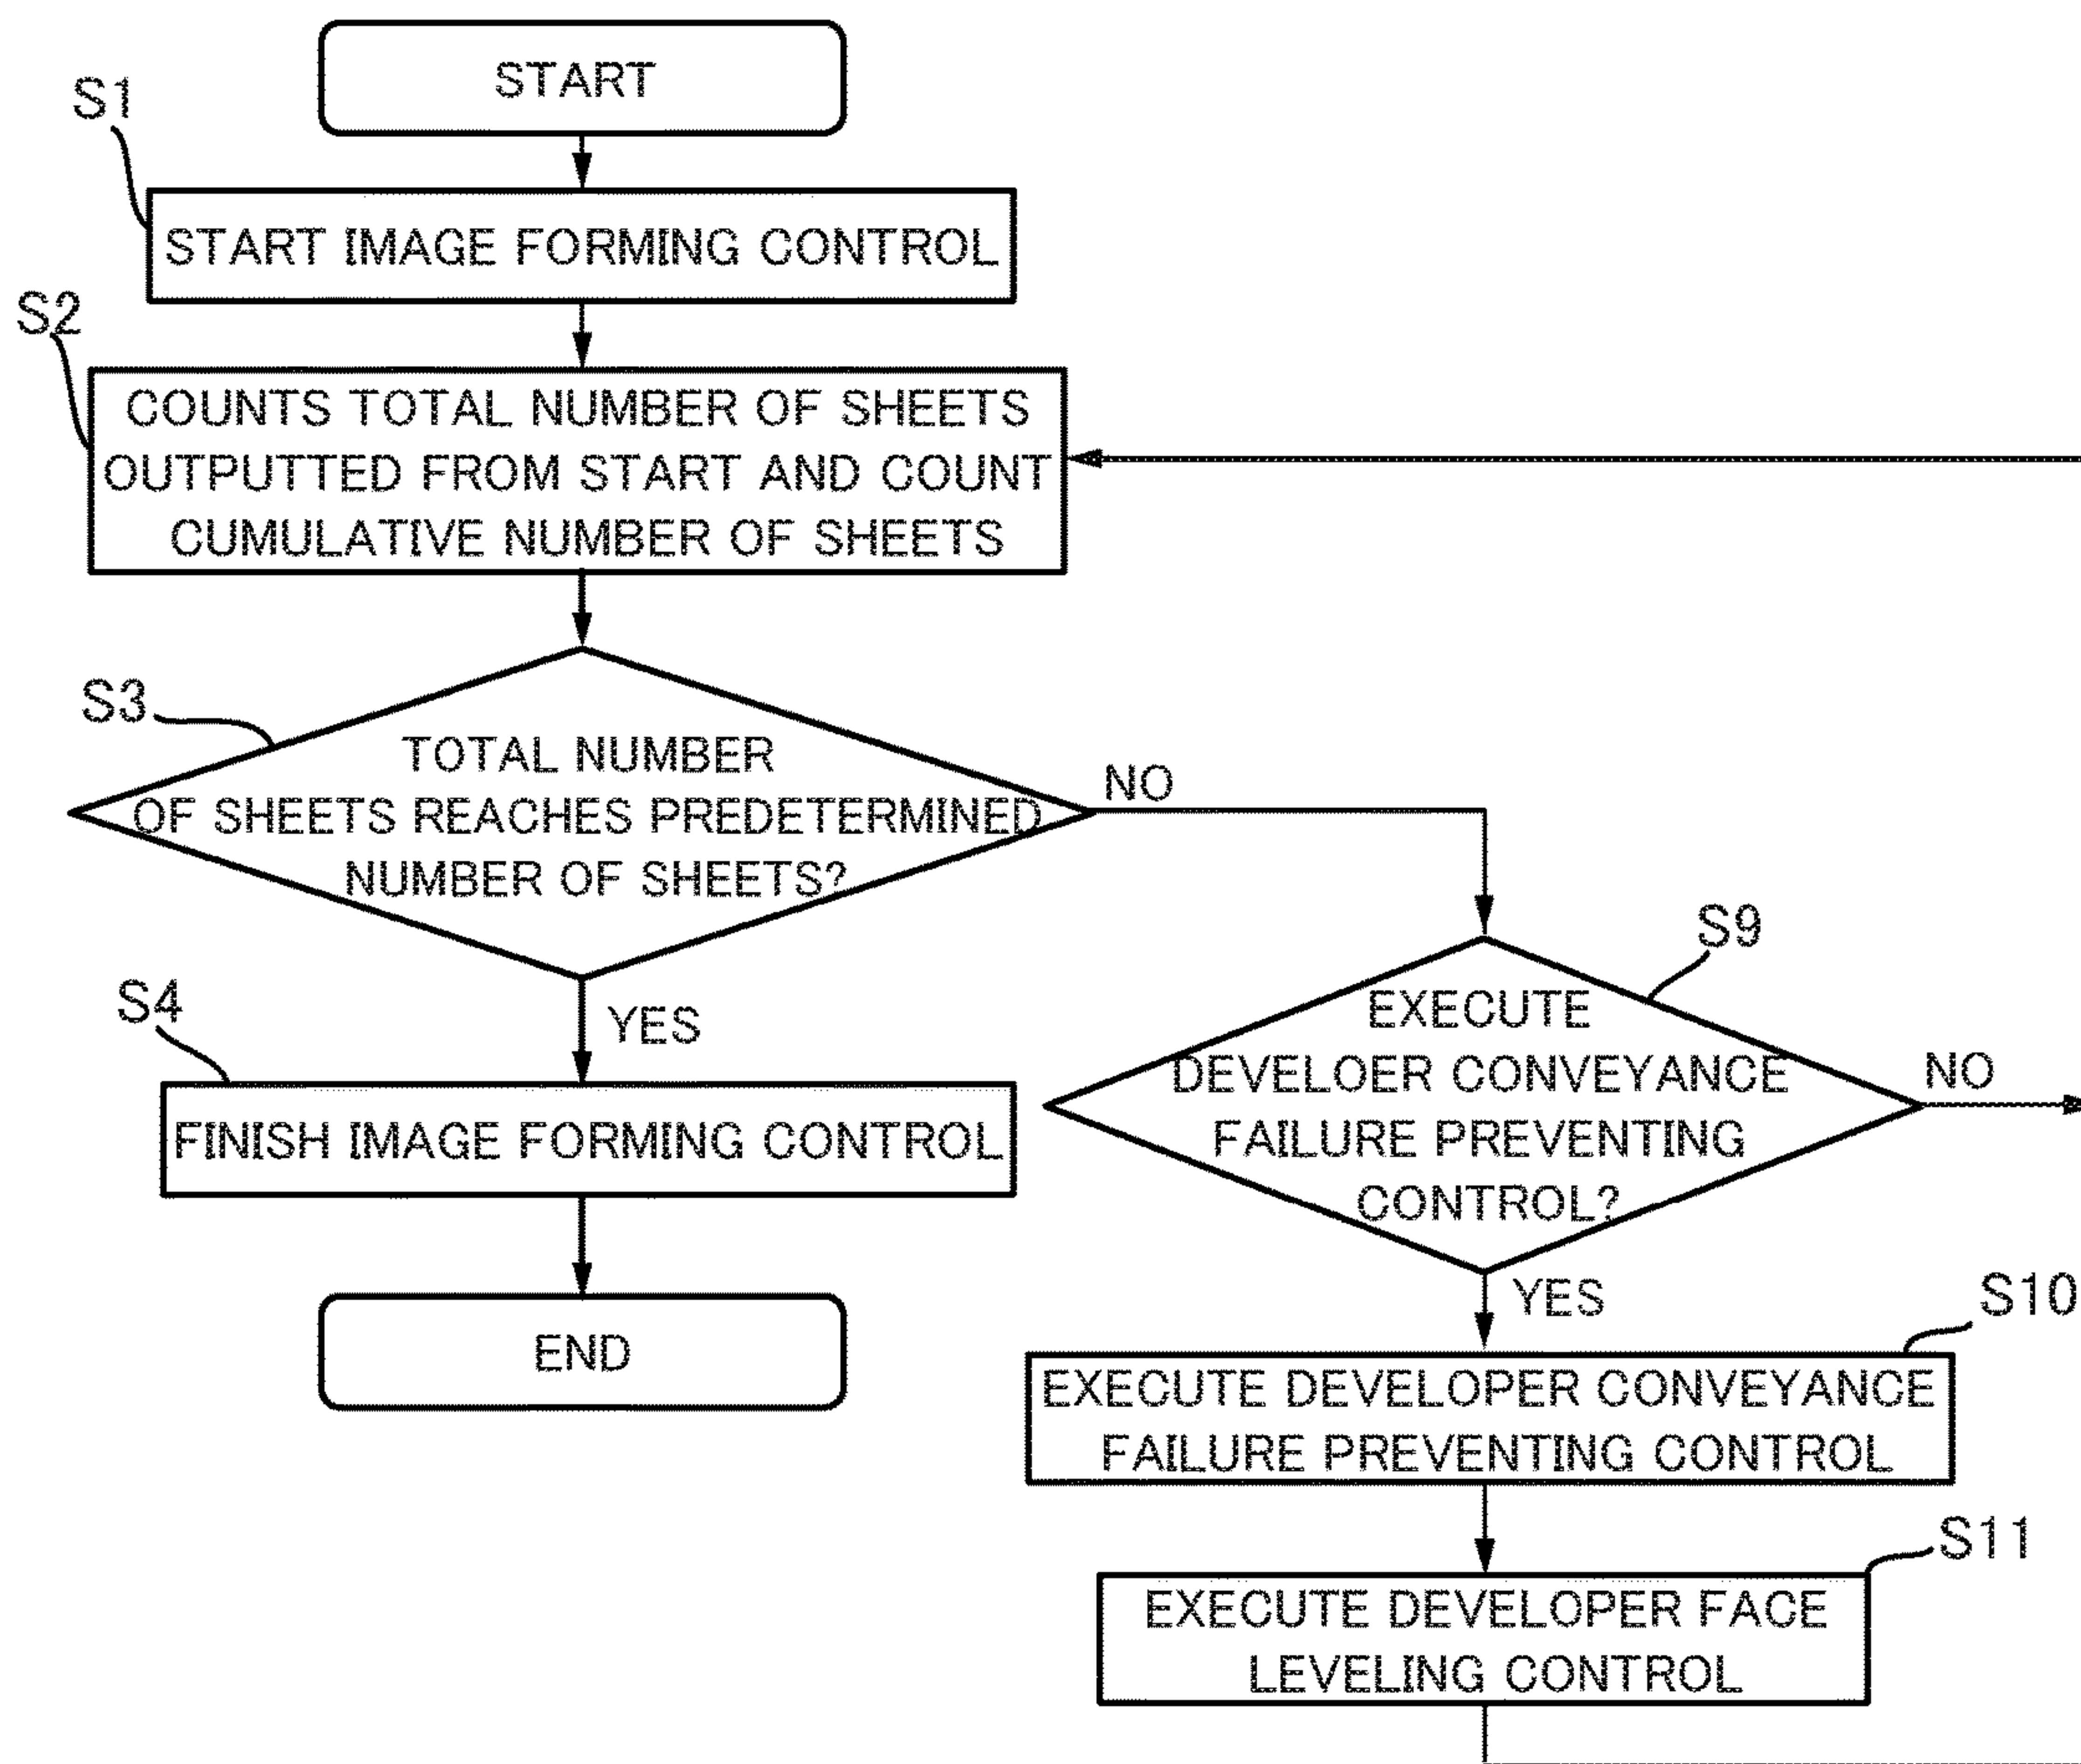 START
S1
START IMAGE FORMING CONTROL
S2
COUNTS TOTAL NUMBER OF SHEETS
OUTPUTTED FROM START AND COUNT
CUMULATIVE NUMBER OF SHEETS
S3
TOTAL NUMBER
OF SHEETS REACHES PREDETERMINED
NUMBER OF SHEETS?
NO
YES
S4
FINISH IMAGE FORMING CONTROL
END
S9
EXECUTE
DEVELOER CONVEYANCE
FAILURE PREVENTING
CONTROL?
NO
YES
S10
EXECUTE DEVELOPER CONVEYANCE
FAILURE PREVENTING CONTROL
S11
EXECUTE DEVELOPER FACE
LEVELING CONTROL